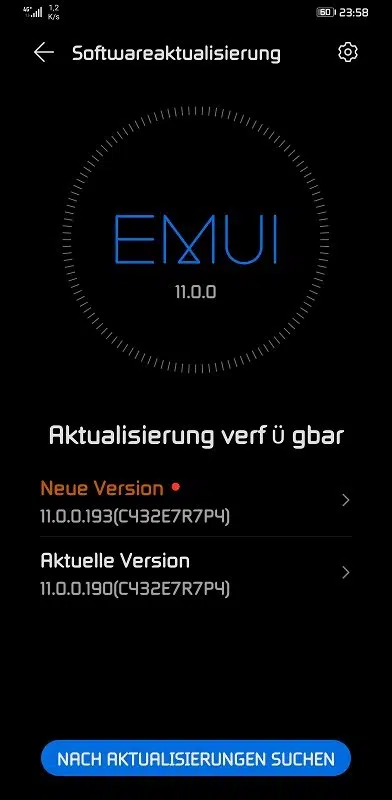 4G 1,2 K/s 60 23:58
Softwareaktualisierung
EMUI
11.0.0
Aktualisierung verf Ü gbar
Neue Version
11.0.0.193(C432E7R7P4)
Aktuelle Version
11.0.0.190(C432E7R7P4)
NACH AKTUALISIERUNGEN SUCHEN